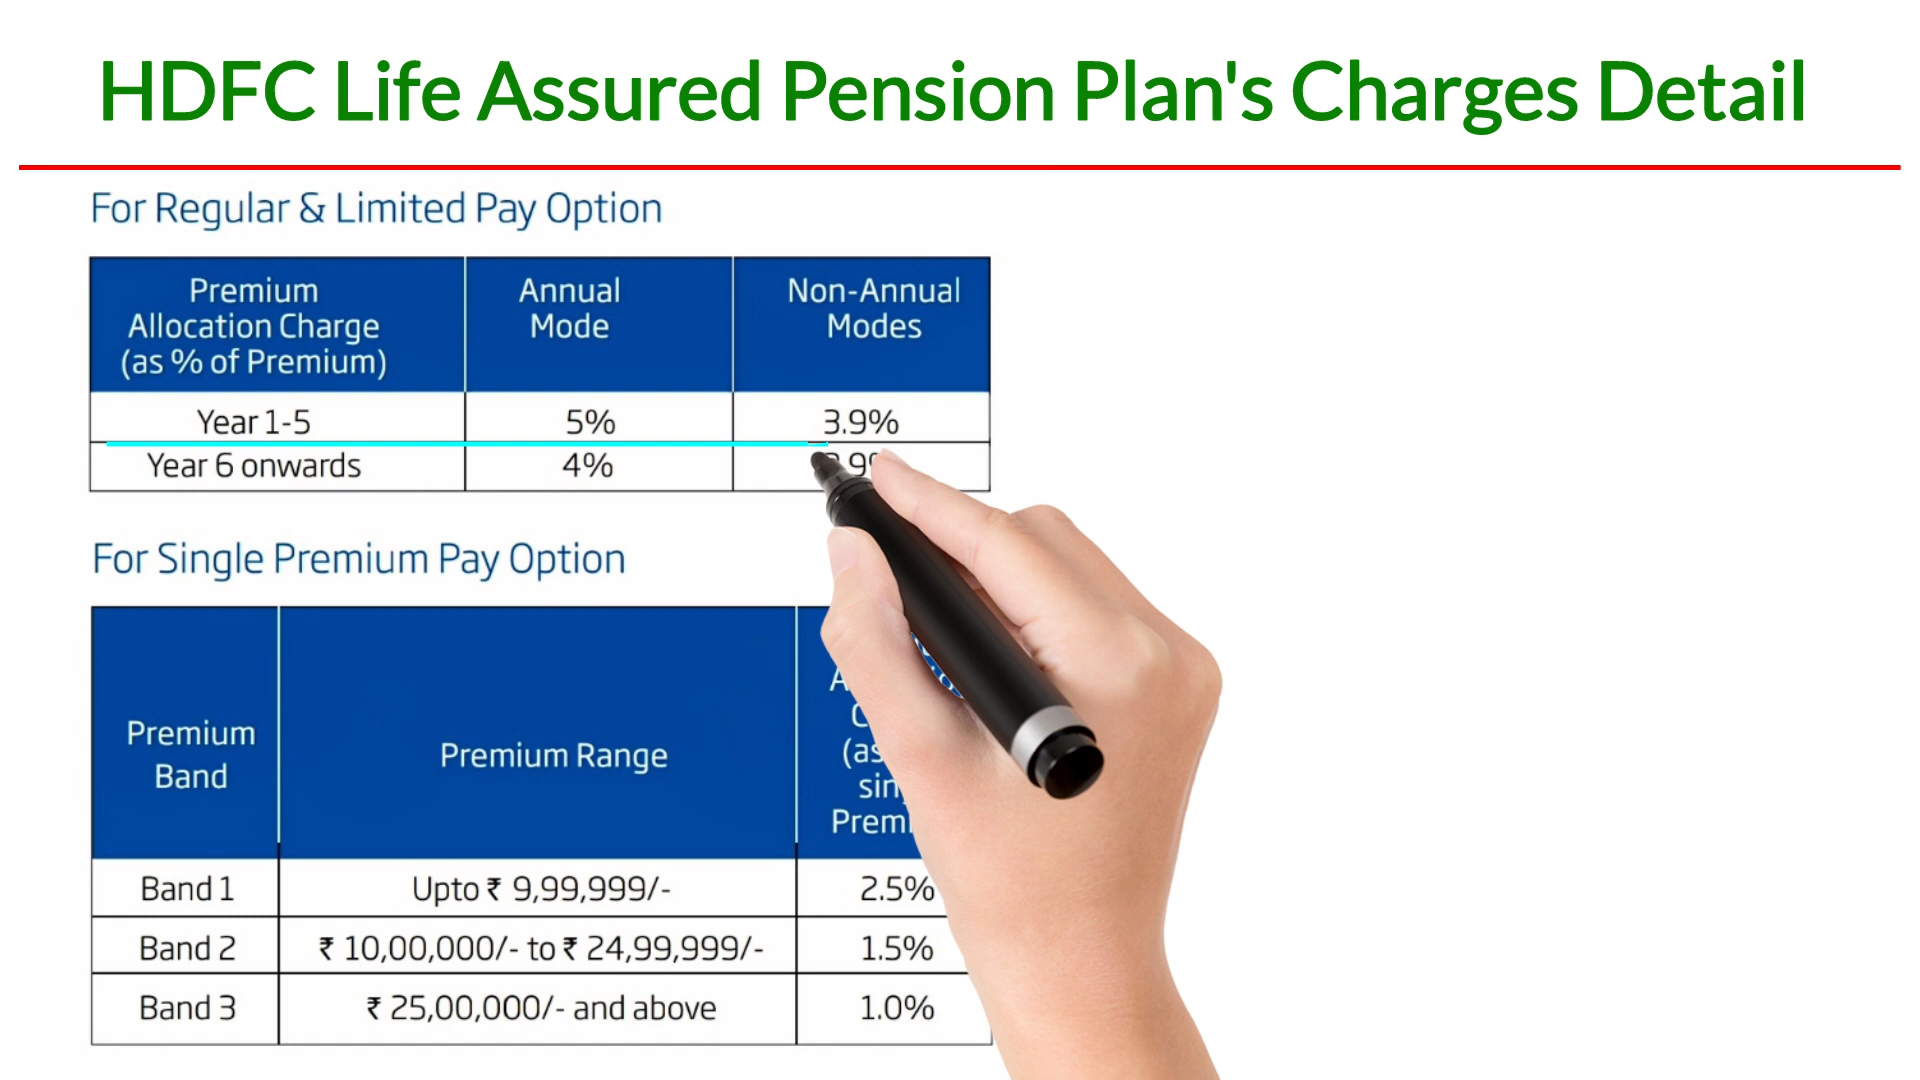 HDFC Life Assured Pension Plan's Charges Detail
For Regular & Limited Pay Option
Premium Allocation Charge (as % of Premium) Annual Mode Non-Annual Modes
Year 1-5 5% 3.9%
Year 6 onwards 4%
For Single Premium Pay Option
Premium Band Premium Range
Band 1 Upto ₹ 9,99,999/- 2.5%
Band 2 ₹ 10,00,000/- to ₹ 24,99,999/- 1.5%
Band 3 ₹ 25,00,000/- and above 1.0%